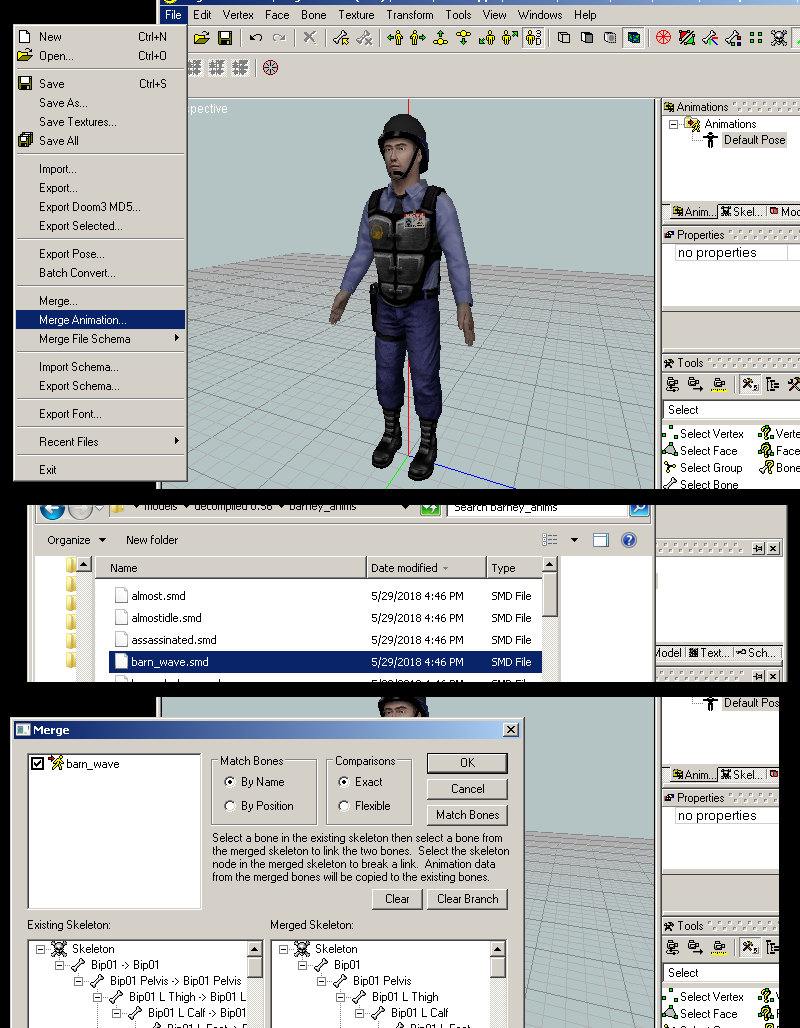 File Edit Vertex Face Bone Texture Transform Tools View Windows Help
New Ctrl+N
Open... Ctrl+O
Save Ctrl+S
Save As...
Save Textures...
Save All
Import...
Export...
Export Doom3 MD5...
Export Selected...
Export Pose...
Batch Convert...
Merge...
Merge Animation...
Merge File Schema
Import Schema...
Export Schema...
Export Font...
Recent Files
Exit
spective
Animations
Animations
Default Pose
Anim... Skel... Mod
Properties
no properties
Tools
Select
Select Vertex Verte
Select Face Face
Select Group Bone
Select Bone
models decompiled 0.56 barney_anims Search barney_anims
Organize New folder
Name Date modified Type
almost.smd 5/29/2018 4:46 PM SMD File
almostidle.smd 5/29/2018 4:46 PM SMD File
assassinated.smd 5/29/2018 4:46 PM SMD File
barn_wave.smd 5/29/2018 4:46 PM SMD File
Model Text... Sch...
Merge
barn_wave
Match Bones
By Name
By Position
Comparisons
Exact
Flexible
OK
Cancel
Match Bones
Select a bone in the existing skeleton then select a bone from
the merged skeleton to link the two bones. Select the skeleton
node in the merged skeleton to break a link. Animation data
from the merged bones will be copied to the existing bones.
Clear Clear Branch
Existing Skeleton:
Skeleton
Bip01 -> Bip01
Bip01 Pelvis -> Bip01 Pelvis
Bip01 L Thigh -> Bip01 L
Bip01 L Calf -> Bip01
Merged Skeleton:
Skeleton
Bip01
Bip01 Pelvis
Bip01 L Thigh
Bip01 L Calf
Bip01 L Foot
Default Pos
Anim... Skel...
Properties
no properties
Tools
Select
Select Vertex Ve
Select Face Fa